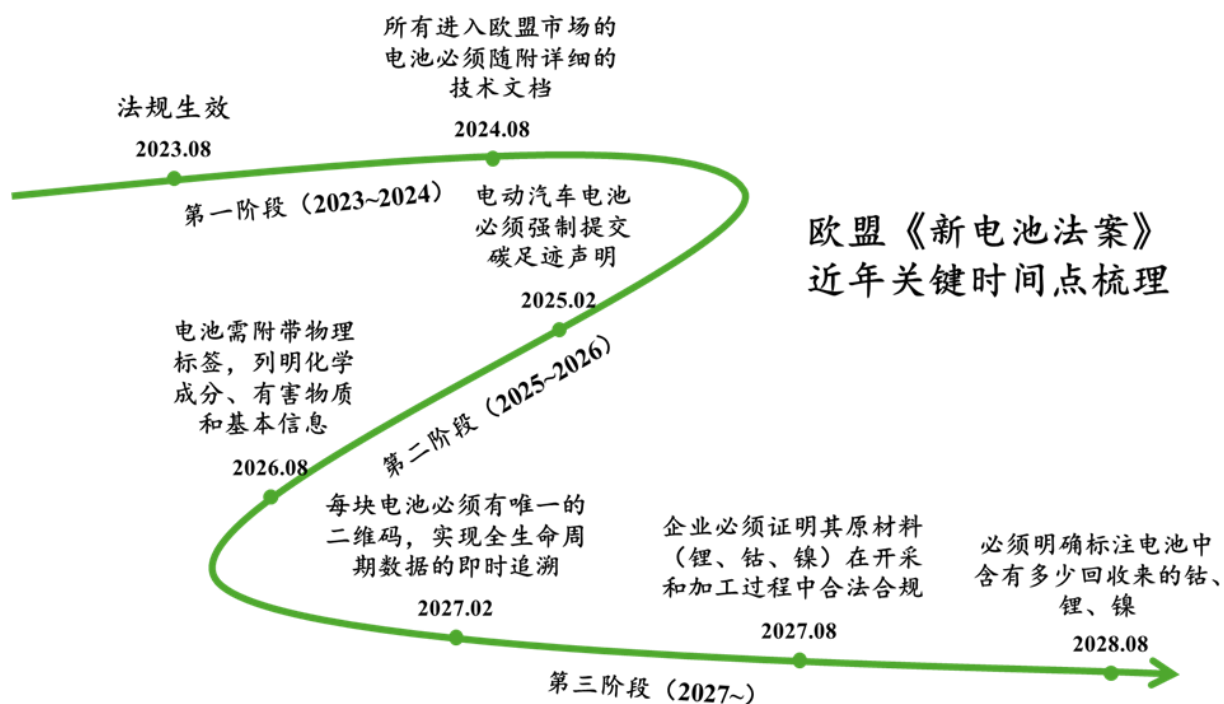 法规生效
2023.08
所有进入欧盟市场的
电池必须随附详细的
技术文档
2024.08
第一阶段（2023~2024）
电动汽车电池
必须强制提交
碳足迹声明
2025.02
欧盟《新电池法案》
近年关键时间点梳理
第二阶段（2025~2026）
电池需附带物理
标签，列明化学
成分、有害物质
和基本信息
2026.08
每块电池必须有唯一的
二维码，实现全生命周
期数据的即时追溯
2027.02
企业必须证明其原材料
（锂、钴、镍）在开采
和加工过程中合法合规
2027.08
必须明确标注电池中
含有多少回收来的钴、
锂、镍
2028.08
第三阶段（2027~）